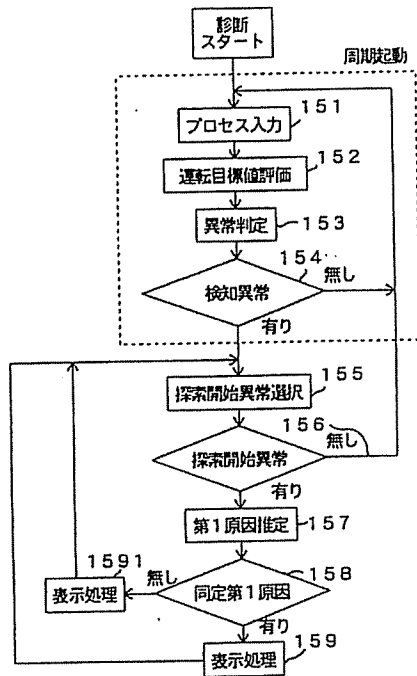 診断
スタート
周期起動
プロセス入力
151
運転目標値評価
152
異常判定
153
検知異常
154
無し
有り
探索開始異常選択
155
探索開始異常
156
無し
有り
第1原因推定
157
同定第1原因
158
無し
有り
表示処理
1591
表示処理
159